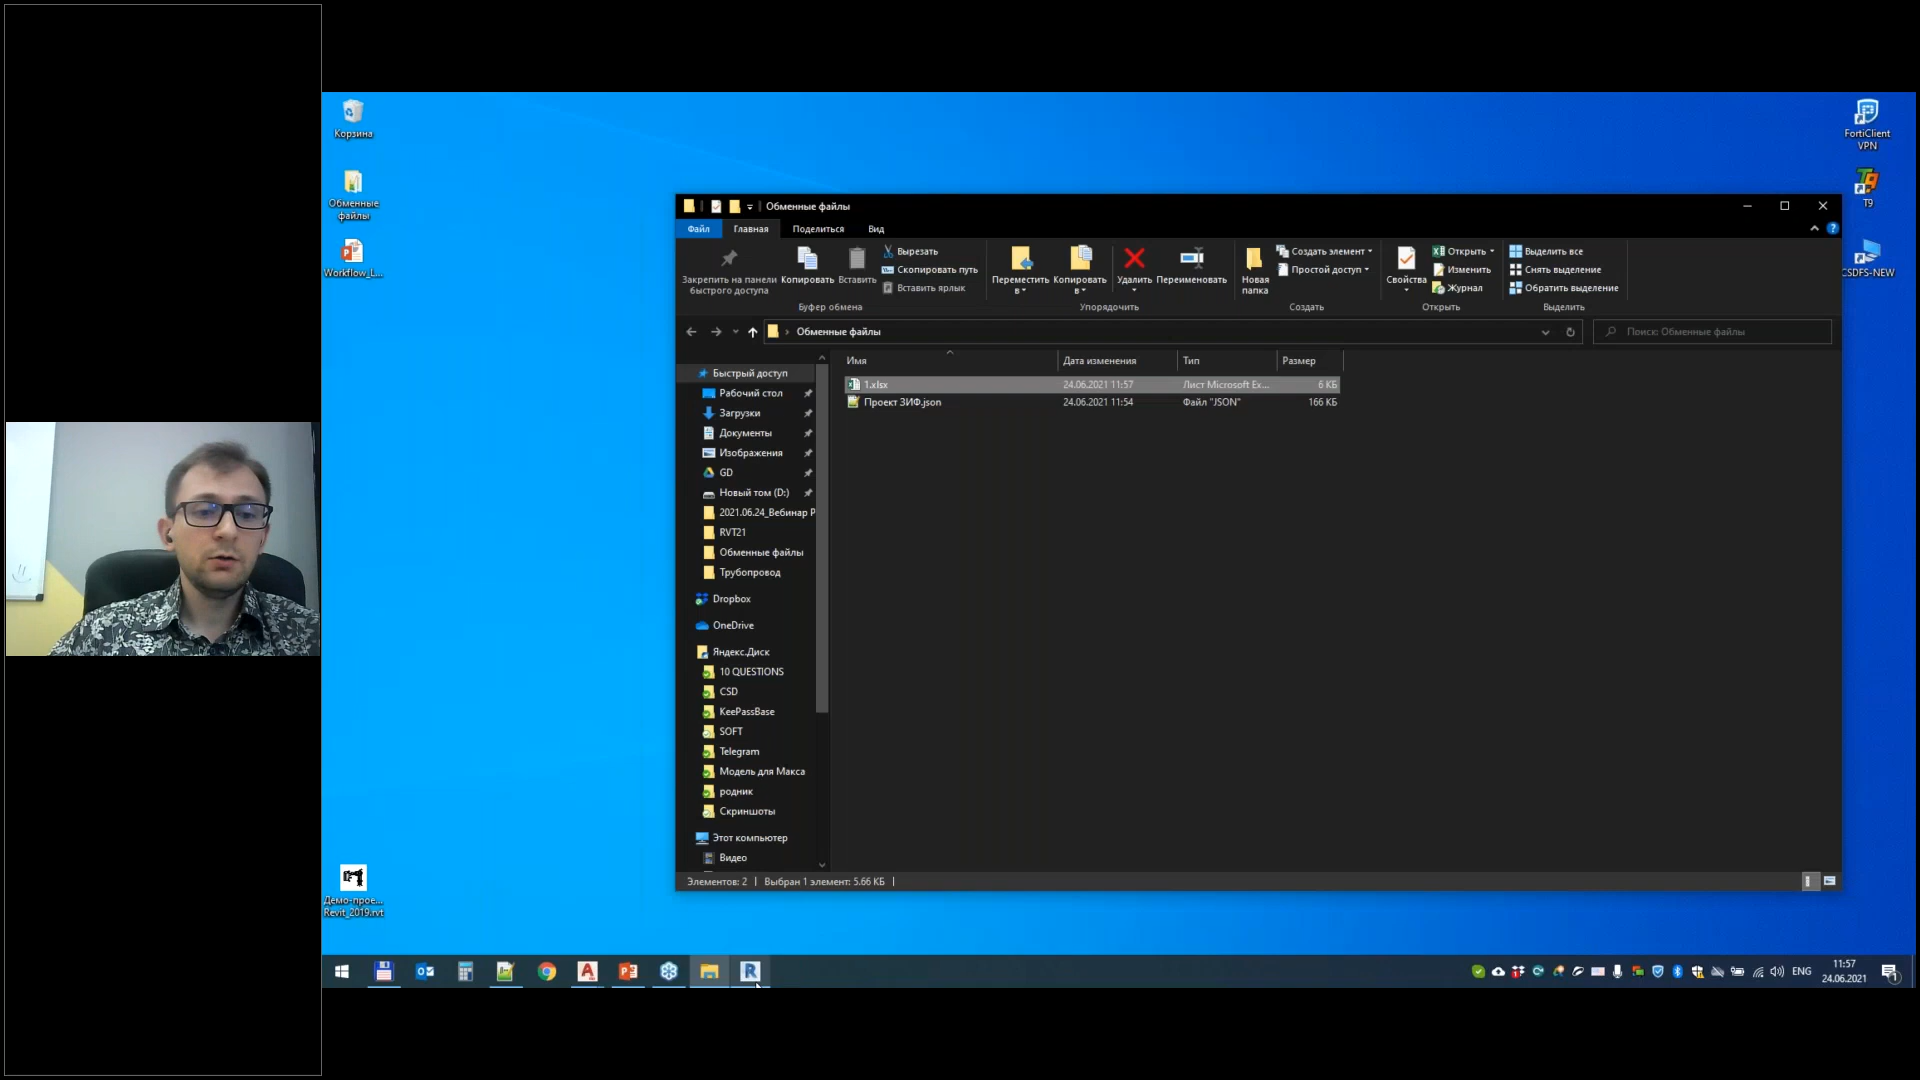 Корзина
Обменные
файлы
Workflow_L...
Демо-прое...
Revit_2019.rvt
FortiClient
VPN
T9
CSDFS-NEW
Обменные файлы
Файл
Главная
Поделиться
Вид
Закрепить на панели
быстрого доступа
Копировать
Вставить
Вырезать
Скопировать путь
Вставить ярлык
Буфер обмена
Переместить
в
Копировать
в
Удалить
Переименовать
Упорядочить
Новая
папка
Создать элемент
Простой доступ
Создать
Свойства
Открыть
Изменить
Журнал
Открыть
Выделить все
Снять выделение
Обратить выделение
Выделить
Обменные файлы
Поиск: Обменные файлы
Имя
Дата изменения
Тип
Размер
1.xlsx 24.06.2021 11:57 Лист Microsoft Ex... 6 КБ
Проект ЗИФ.json 24.06.2021 11:54 Файл "JSON" 166 КБ
Быстрый доступ
Рабочий стол
Загрузки
Документы
Изображения
GD
Новый том (D:)
2021.06.24_Вебинар Р
RVT21
Обменные файлы
Трубопровод
Dropbox
OneDrive
Яндекс.Диск
10 QUESTIONS
CSD
KeePassBase
SOFT
Telegram
Модель для Макса
родник
Скриншоты
Этот компьютер
Видео
Элементов: 2
Выбран 1 элемент: 5.66 КБ
ENG
11:57
24.06.2021